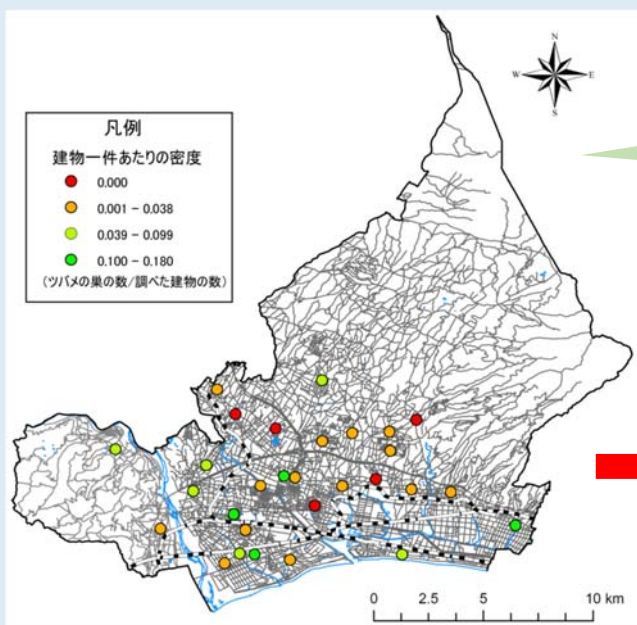 N
W
E
S
凡例
建物一件あたりの密度
0.000
0.001 - 0.038
0.039 - 0.099
0.100 - 0.180
(ツバメの巣の数/調べた建物の数)
0 2.5 5 10 km